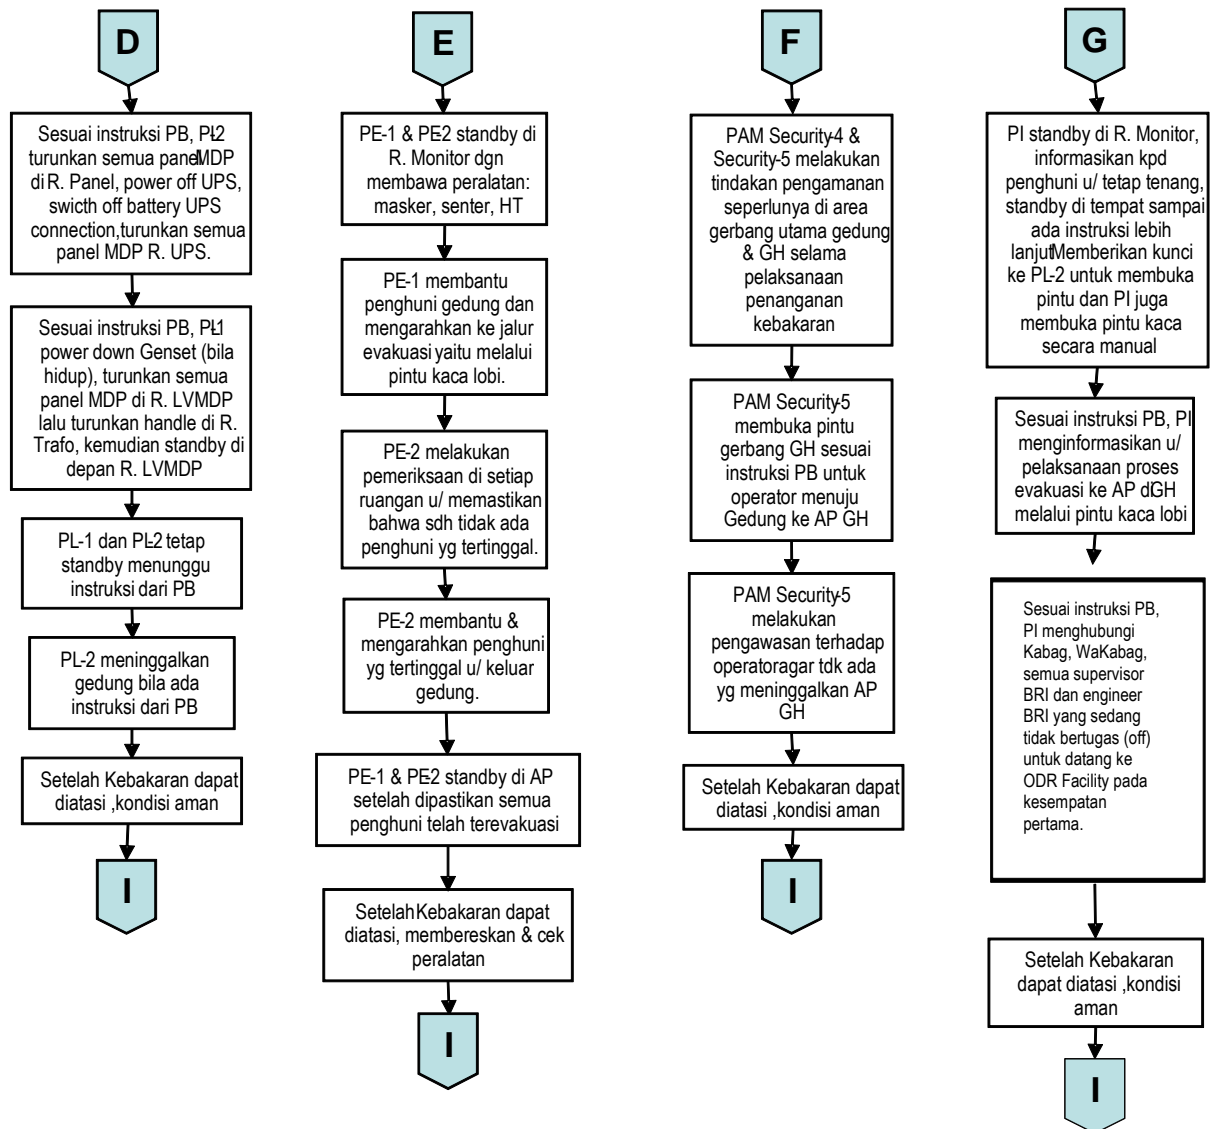 D
Sesuai instruksi PB, PL-2
turunkan semua panel MDP
di R. Panel, power off UPS,
swicth off battery UPS
connection,turunkan semua
panel MDP R. UPS.
Sesuai instruksi PB, PL-1
power down Genset (bila
hidup), turunkan semua
panel MDP di R. LVMDP
lalu turunkan handle di R.
Trafo, kemudian standby di
depan R. LVMDP
PL-1 dan PL-2 tetap
standby menunggu
instruksi dari PB
PL-2 meninggalkan
gedung bila ada
instruksi dari PB
Setelah Kebakaran dapat
diatasi ,kondisi aman
I
E
PE-1 & PE-2 standby di
R. Monitor dgn
membawa peralatan:
masker, senter, HT
PE-1 membantu
penghuni gedung dan
mengarahkan ke jalur
evakuasi yaitu melalui
pintu kaca lobi.
PE-2 melakukan
pemeriksaan di setiap
ruangan u/ memastikan
bahwa sdh tidak ada
penghuni yg tertinggal.
PE-2 membantu &
mengarahkan penghuni
yg tertinggal u/ keluar
gedung.
PE-1 & PE-2 standby di AP
setelah dipastikan semua
penghuni telah terevakuasi
Setelah Kebakaran dapat
diatasi, membereskan & cek
peralatan
I
F
PAM Security-4 &
Security-5 melakukan
tindakan pengamanan
seperlunya di area
gerbang utama gedung
& GH selama
pelaksanaan
penanganan
kebakaran
PAM Security-5
membuka pintu
gerbang GH sesuai
instruksi PB untuk
operator menuju
Gedung ke AP GH
PAM Security-5
melakukan
pengawasan terhadap
operator agar tdk ada
yg meninggalkan AP
GH
Setelah Kebakaran dapat
diatasi ,kondisi aman
I
G
PI standby di R. Monitor,
informasikan kpd
penghuni u/ tetap tenang,
standby di tempat sampai
ada instruksi lebih
lanjut.Memberikan kunci
ke PL-2 untuk membuka
pintu dan PI juga
membuka pintu kaca
secara manual
Sesuai instruksi PB, PI
menginformasikan u/
pelaksanaan proses
evakuasi ke AP di GH
melalui pintu kaca lobi
Sesuai instruksi PB,
PI menghubungi
Kabag, WaKabag,
semua supervisor
BRI dan engineer
BRI yang sedang
tidak bertugas (off)
untuk datang ke
ODR Facility pada
kesempatan
pertama.
Setelah Kebakaran
dapat diatasi ,kondisi
aman
I